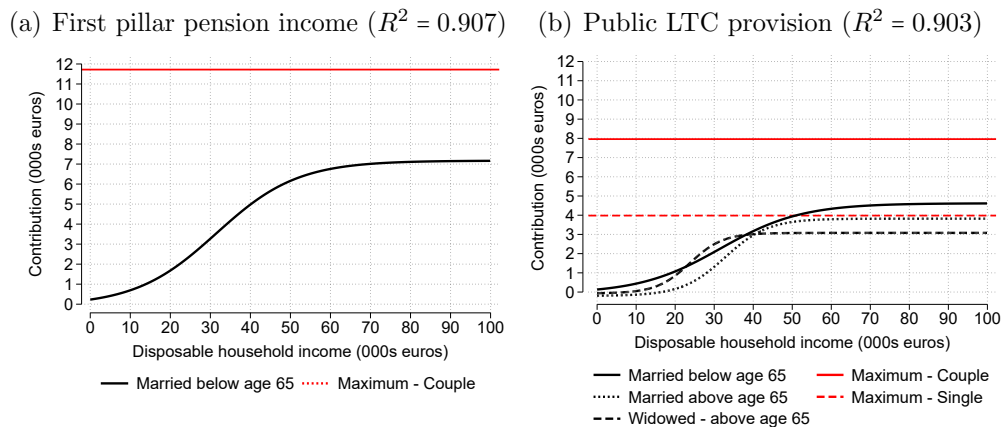 (a) First pillar pension income (R² = 0.907)
Contribution (000s euros)
12
11
10
9
8
7
6
5
4
3
2
1
0
0 10 20 30 40 50 60 70 80 90 100
Disposable household income (000s euros)
Married below age 65 Maximum - Couple
(b) Public LTC provision (R² = 0.903)
Contribution (000s euros)
12
11
10
9
8
7
6
5
4
3
2
1
0
0 10 20 30 40 50 60 70 80 90 100
Disposable household income (000s euros)
Married below age 65 Maximum - Couple
Married above age 65 Maximum - Single
Widowed - above age 65